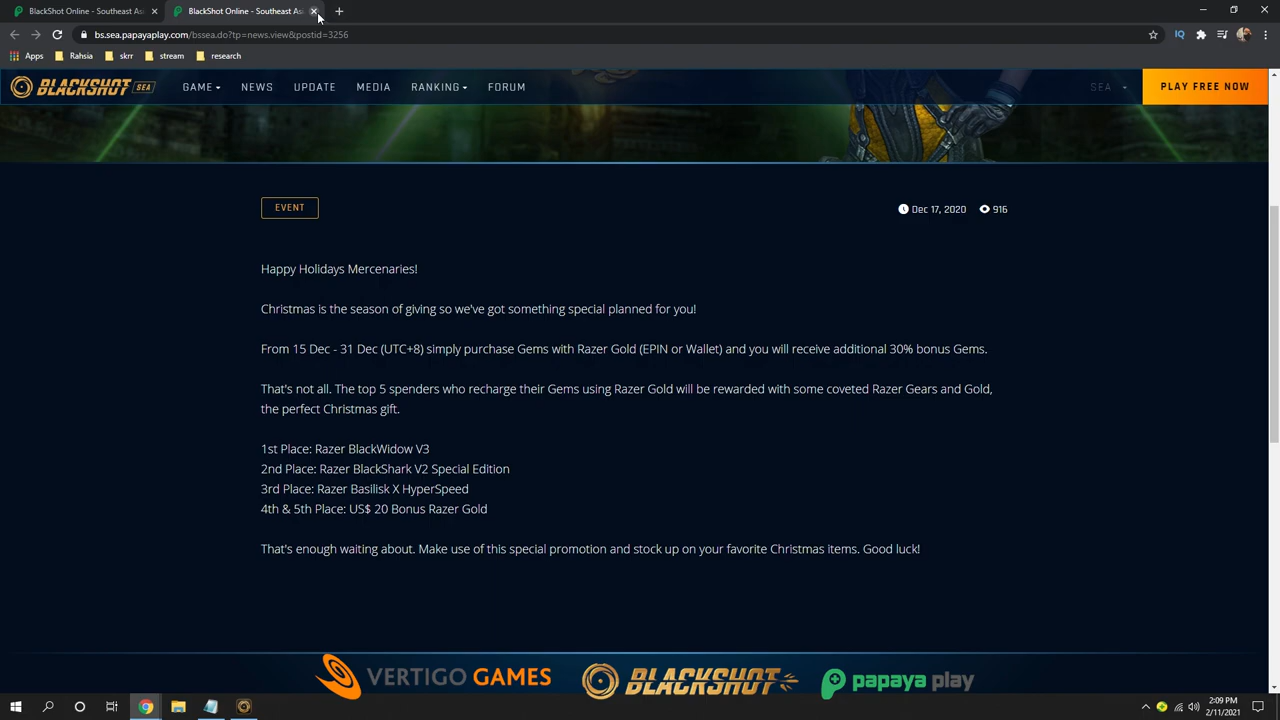 BlackShot Online - Southeast As
BlackShot Online - Southeast Asi
bs.sea.papayaplay.com/bssea.do?tp=news.view&postid=3256
Apps Rahsia skrr stream research
BLACKSHOT SEA
GAME NEWS UPDATE MEDIA RANKING FORUM
SEA
PLAY FREE NOW
EVENT
Dec 17, 2020 916
Happy Holidays Mercenaries!
Christmas is the season of giving so we've got something special planned for you!
From 15 Dec - 31 Dec (UTC+8) simply purchase Gems with Razer Gold (EPIN or Wallet) and you will receive additional 30% bonus Gems.
That's not all. The top 5 spenders who recharge their Gems using Razer Gold will be rewarded with some coveted Razer Gears and Gold,
the perfect Christmas gift.
1st Place: Razer BlackWidow V3
2nd Place: Razer BlackShark V2 Special Edition
3rd Place: Razer Basilisk X HyperSpeed
4th & 5th Place: US$ 20 Bonus Razer Gold
That's enough waiting about. Make use of this special promotion and stock up on your favorite Christmas items. Good luck!
VERTIGO GAMES BLACKSHOT papaya play
2:09 PM
2/11/2021